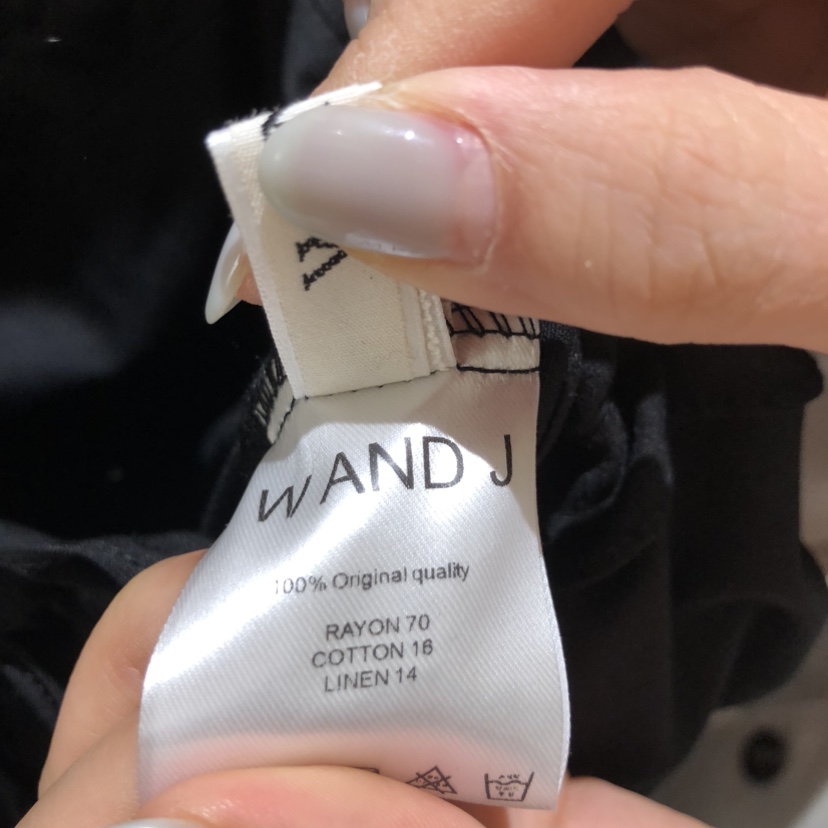 W AND J
100% Original quality
RAYON 70
COTTON 16
LINEN 14